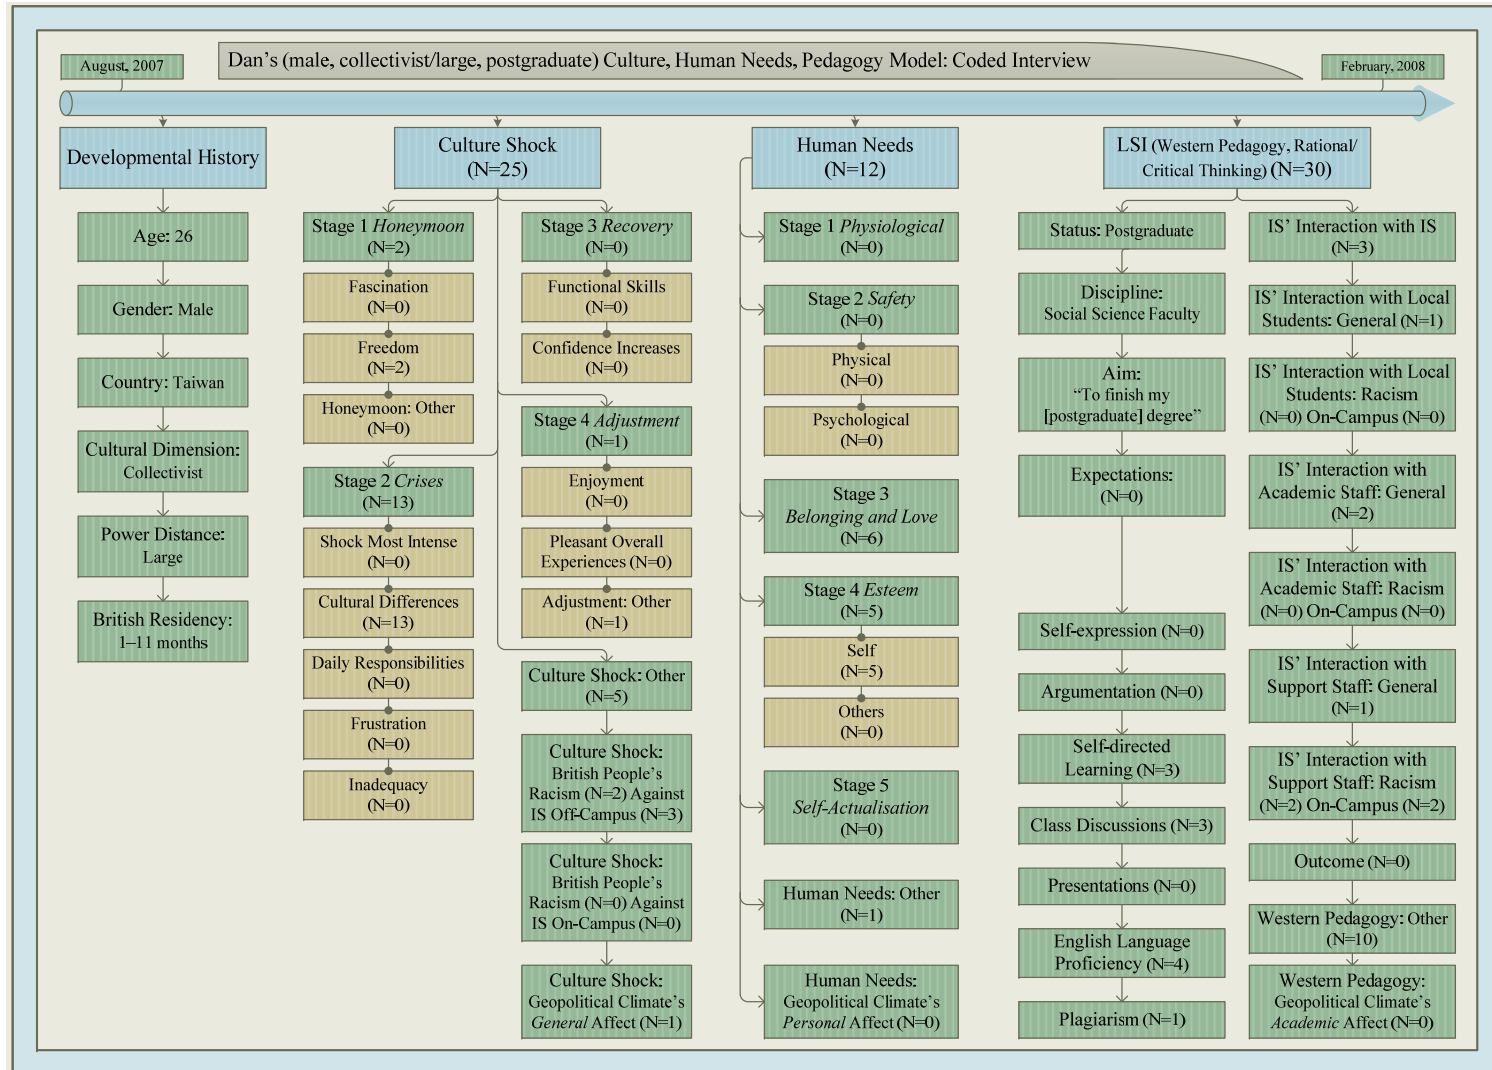 Dan's (male, collectivist/large, postgraduate) Culture, Human Needs, Pedagogy Model: Coded Interview
August, 2007
February, 2008
Developmental History
Age: 26
Gender: Male
Country: Taiwan
Cultural Dimension:
Collectivist
Power Distance:
Large
British Residency:
1–11 months
Culture Shock
(N=25)
Stage 1 Honeymoon
(N=2)
Fascination
(N=0)
Freedom
(N=2)
Honeymoon: Other
(N=0)
Stage 2 Crises
(N=13)
Shock Most Intense
(N=0)
Cultural Differences
(N=13)
Daily Responsibilities
(N=0)
Frustration
(N=0)
Inadequacy
(N=0)
Stage 3 Recovery
(N=0)
Functional Skills
(N=0)
Confidence Increases
(N=0)
Stage 4 Adjustment
(N=1)
Enjoyment
(N=0)
Pleasant Overall
Experiences (N=0)
Adjustment: Other
(N=1)
Culture Shock: Other
(N=5)
Culture Shock:
British People's
Racism (N=2) Against
IS Off-Campus (N=3)
Culture Shock:
British People's
Racism (N=0) Against
IS On-Campus (N=0)
Culture Shock:
Geopolitical Climate's
General Affect (N=1)
Human Needs
(N=12)
Stage 1 Physiological
(N=0)
Stage 2 Safety
(N=0)
Physical
(N=0)
Psychological
(N=0)
Stage 3
Belonging and Love
(N=6)
Stage 4 Esteem
(N=5)
Self
(N=5)
Others
(N=0)
Stage 5
Self-Actualisation
(N=0)
Human Needs: Other
(N=1)
Human Needs:
Geopolitical Climate's
Personal Affect (N=0)
LSI (Western Pedagogy, Rational/
Critical Thinking) (N=30)
Status: Postgraduate
Discipline:
Social Science Faculty
Aim:
“To finish my
[postgraduate] degree”
Expectations:
(N=0)
Self-expression (N=0)
Argumentation (N=0)
Self-directed
Learning (N=3)
Class Discussions (N=3)
Presentations (N=0)
English Language
Proficiency (N=4)
Plagiarism (N=1)
IS' Interaction with IS
(N=3)
IS' Interaction with Local
Students: General (N=1)
IS' Interaction with Local
Students: Racism
(N=0) On-Campus (N=0)
IS' Interaction with
Academic Staff: General
(N=2)
IS' Interaction with
Academic Staff: Racism
(N=0) On-Campus (N=0)
IS' Interaction with
Support Staff: General
(N=1)
IS' Interaction with
Support Staff: Racism
(N=2) On-Campus (N=2)
Outcome (N=0)
Western Pedagogy: Other
(N=10)
Western Pedagogy:
Geopolitical Climate's
Academic Affect (N=0)